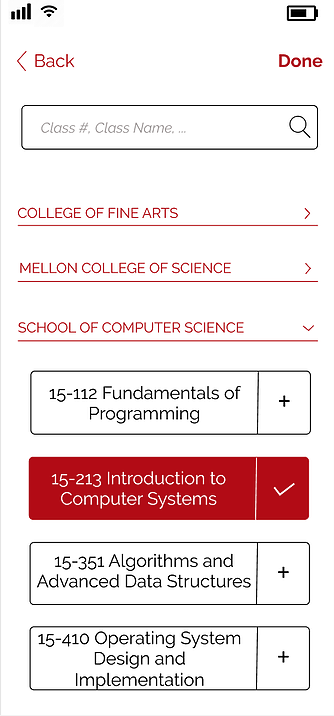 Back
Done
Class #, Class Name, ...
COLLEGE OF FINE ARTS
MELLON COLLEGE OF SCIENCE
SCHOOL OF COMPUTER SCIENCE
15-112 Fundamentals of
Programming
+
15-213 Introduction to
Computer Systems
15-351 Algorithms and
Advanced Data Structures
+
15-410 Operating System
Design and
Implementation
+